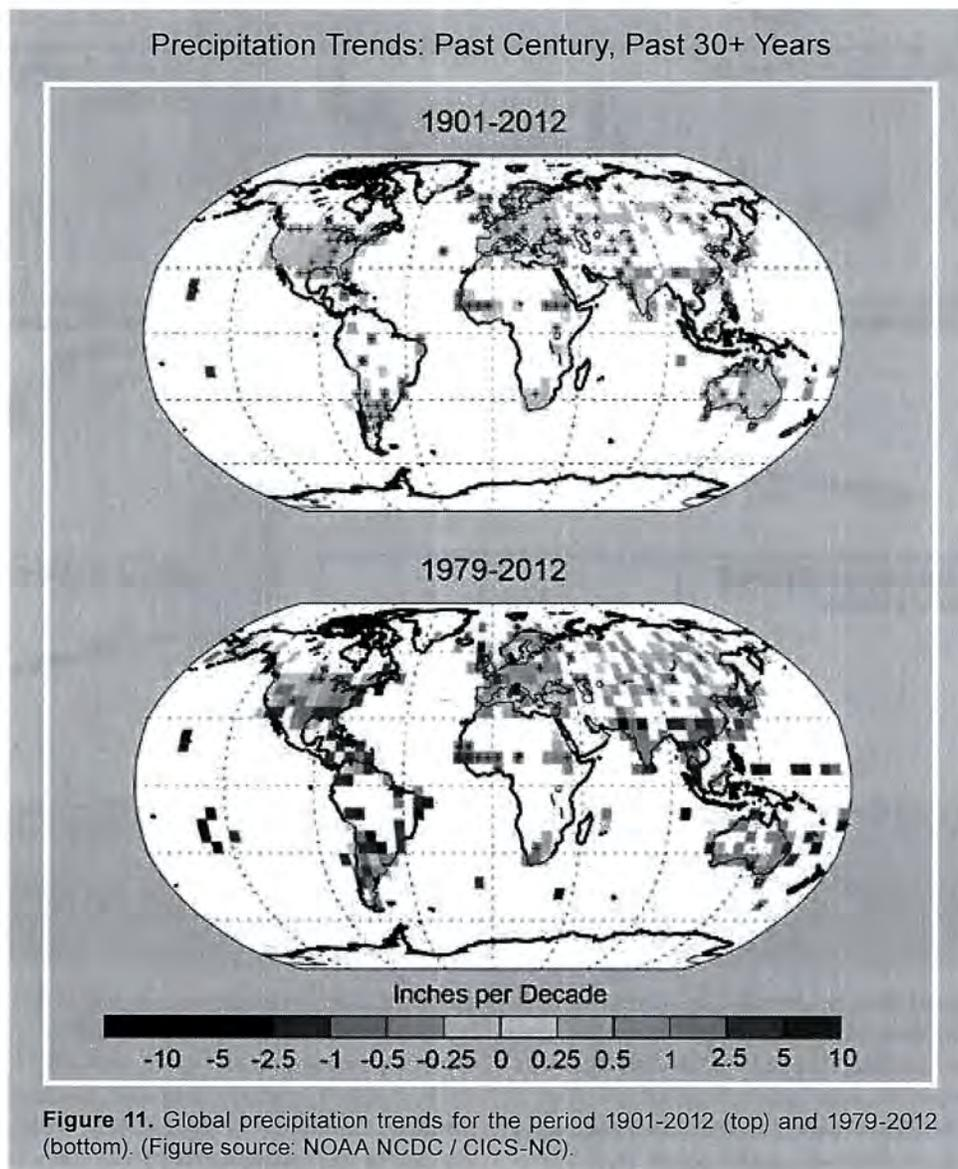 Precipitation Trends: Past Century, Past 30+ Years
1901-2012
1979-2012
Inches per Decade
-10 -5 -2.5 -1 -0.5 -0.25 0 0.25 0.5 1 2.5 5 10
Figure 11. Global precipitation trends for the period 1901-2012 (top) and 1979-2012
(bottom). (Figure source: NOAA NCDC / CICS-NC).